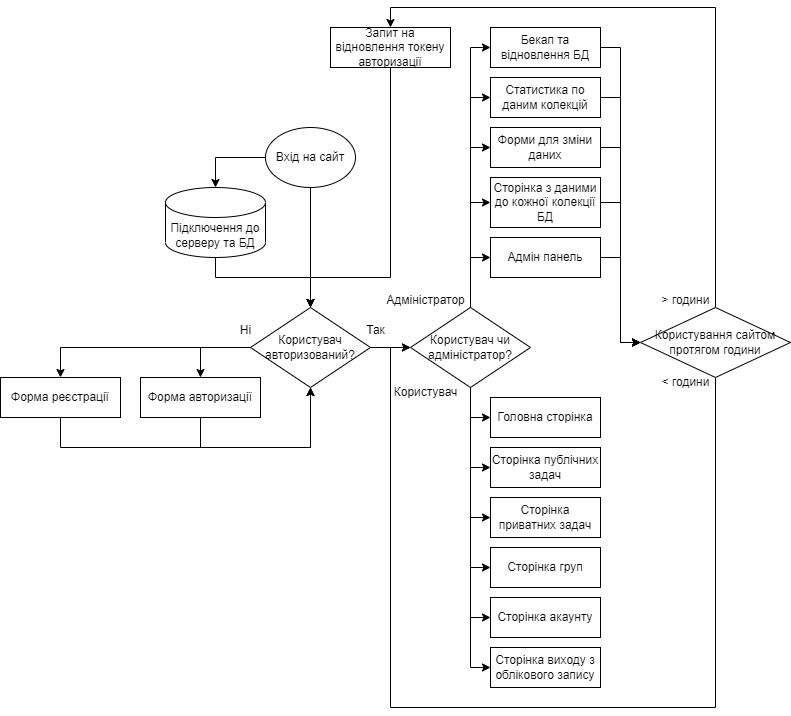 Запит на
відновлення токену
авторизації
Бекап та
відновлення БД
Статистика по
даним колекцій
Вхід на сайт
Форми для зміни
даних
Підключення до
серверу та БД
Сторінка з даними
до кожної колекції
БД
Адмін панель
Адміністратор
> години
Ні
Користувач
авторизований?
Так
Користувач чи
адміністратор?
Користування сайтом
протягом години
< години
Форма реєстрації
Форма авторизації
Користувач
Головна сторінка
Сторінка публічних
задач
Сторінка
приватних задач
Сторінка груп
Сторінка акаунту
Сторінка виходу з
облікового запису